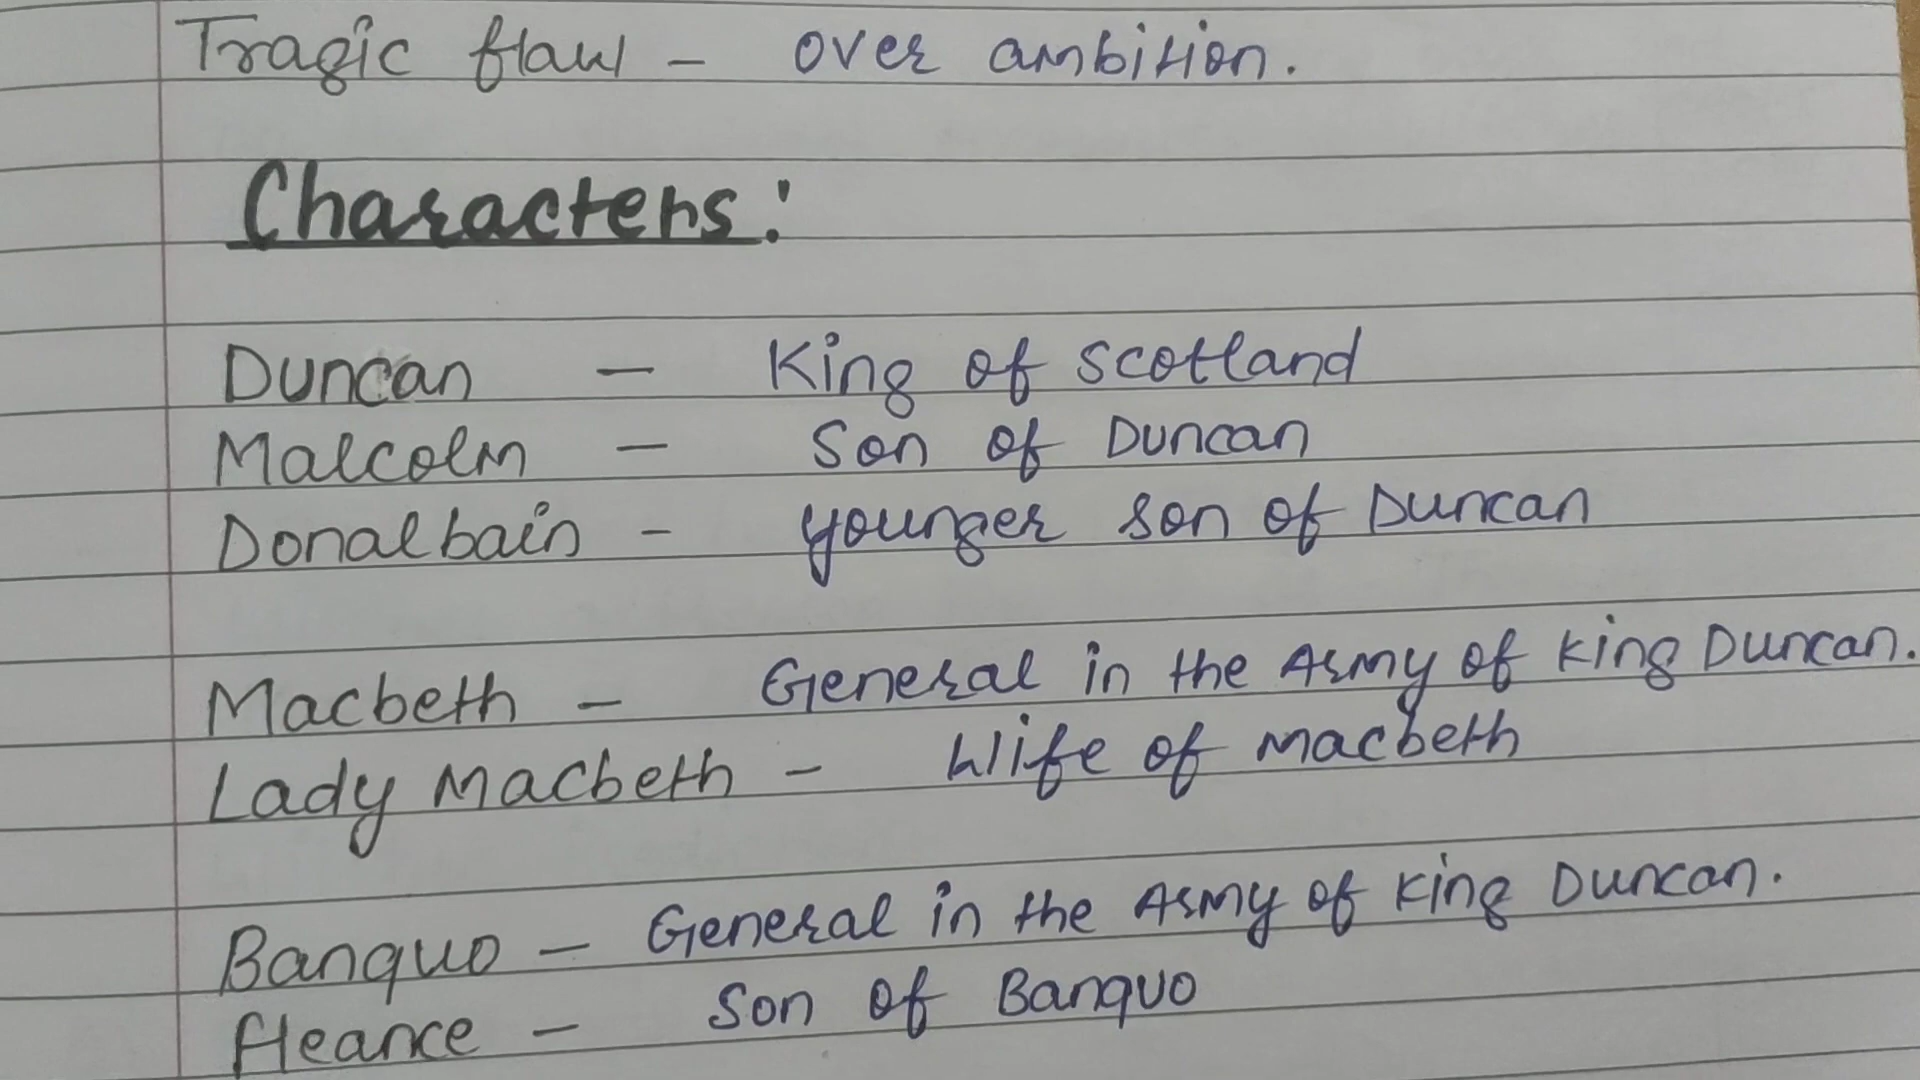 Tragic flaw - over ambition.
Characters:
Duncan - King of Scotland
Malcolm - Son of Duncan
Donalbain - younger son of Duncan
Macbeth - General in the Army of King Duncan.
Lady Macbeth - Wife of Macbeth
Banquo - General in the Army of King Duncan.
fleance - Son of Banquo